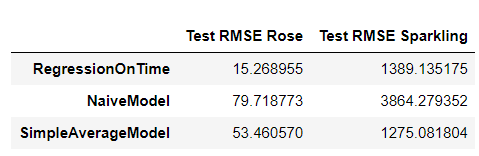 Test RMSE Rose Test RMSE Sparkling
RegressionOnTime 15.268955 1389.135175
NaiveModel 79.718773 3864.279352
SimpleAverageModel 53.460570 1275.081804